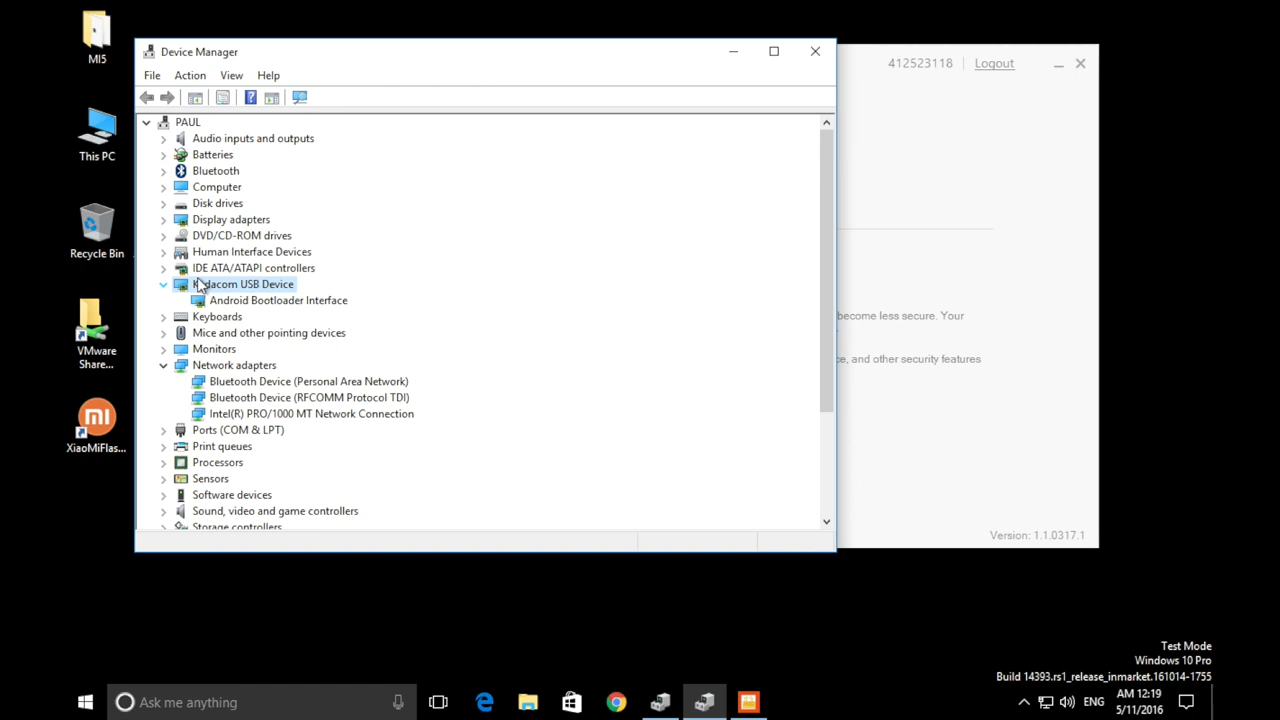 MI5
This PC
Recycle Bin
VMware
Share...
XiaoMiFlas...
Device Manager
File Action View Help
PAUL
Audio inputs and outputs
Batteries
Bluetooth
Computer
Disk drives
Display adapters
DVD/CD-ROM drives
Human Interface Devices
IDE ATA/ATAPI controllers
USB Device
Android Bootloader Interface
Keyboards
Mice and other pointing devices
Monitors
Network adapters
Bluetooth Device (Personal Area Network)
Bluetooth Device (RFCOMM Protocol TDI)
Intel(R) PRO/1000 MT Network Connection
Ports (COM & LPT)
Print queues
Processors
Sensors
Software devices
Sound, video and game controllers
Storage controllers
412523118 Logout
become less secure. Your
ce, and other security features
Version: 1.1.0317.1
Test Mode
Windows 10 Pro
Build 14393.rs1_release_inmarket.161014-1755
Ask me anything
ENG
AM 12:19
5/11/2016